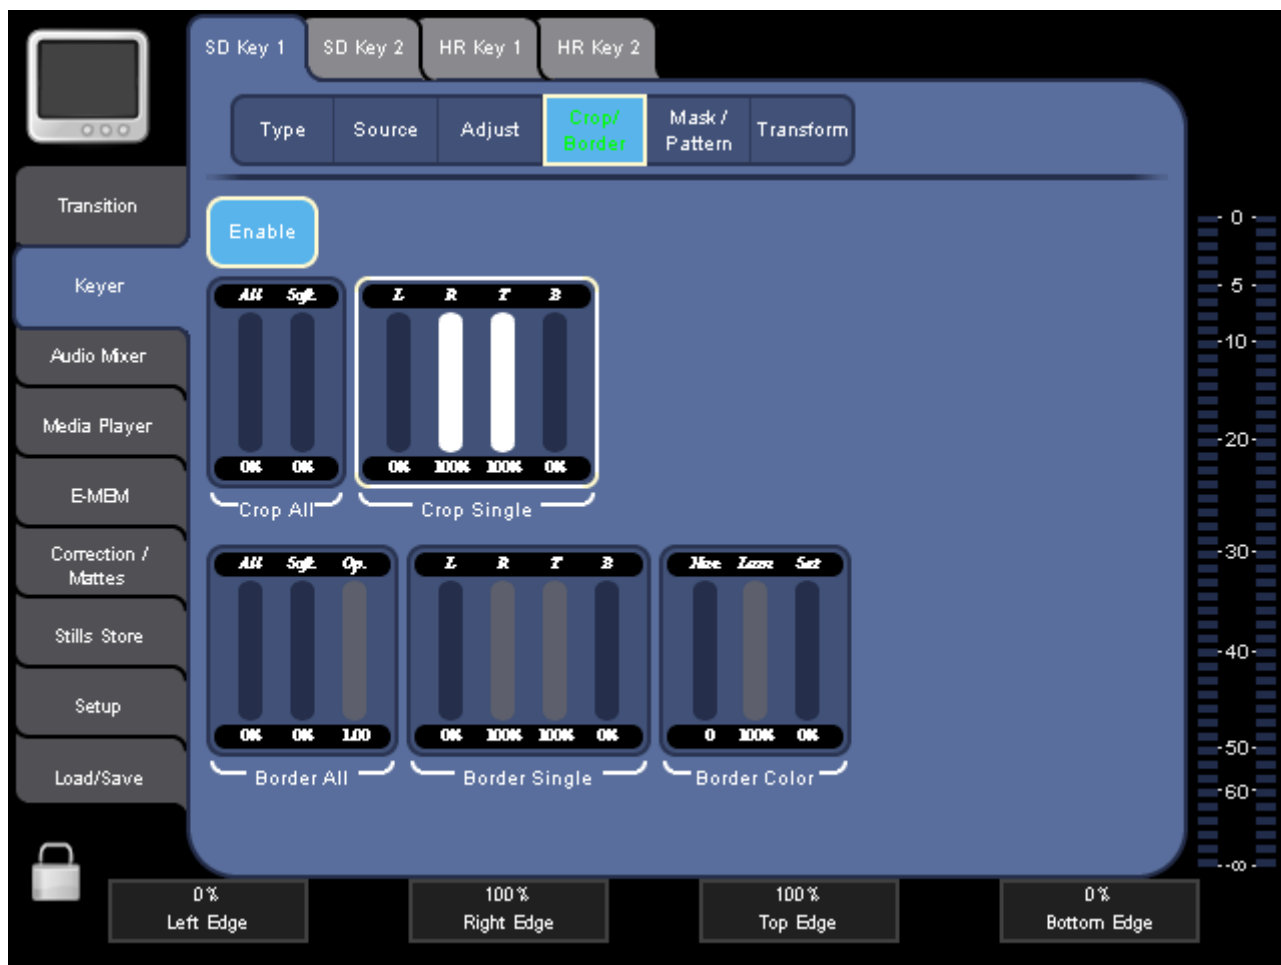 SD Key 1 SD Key 2 HR Key 1 HR Key 2
Type Source Adjust Crop/ Border Mask / Pattern Transform
Transition
Keyer
Audio Mixer
Media Player
E-MEM
Correction /
Mattes
Stills Store
Setup
Load/Save
Enable
All Soft. L R T B
0% 0% 0% 100% 100% 0%
Crop All Crop Single
All Soft. Op. L R T B Hue Lum Sat
0% 0% 1.00 0% 100% 100% 0% 0 100% 0%
Border All Border Single Border Color
- 0 -
- 5 -
-10-
-20-
-30-
-40-
-50-
-60-
--∞-
0% 100% 100% 0%
Left Edge Right Edge Top Edge Bottom Edge